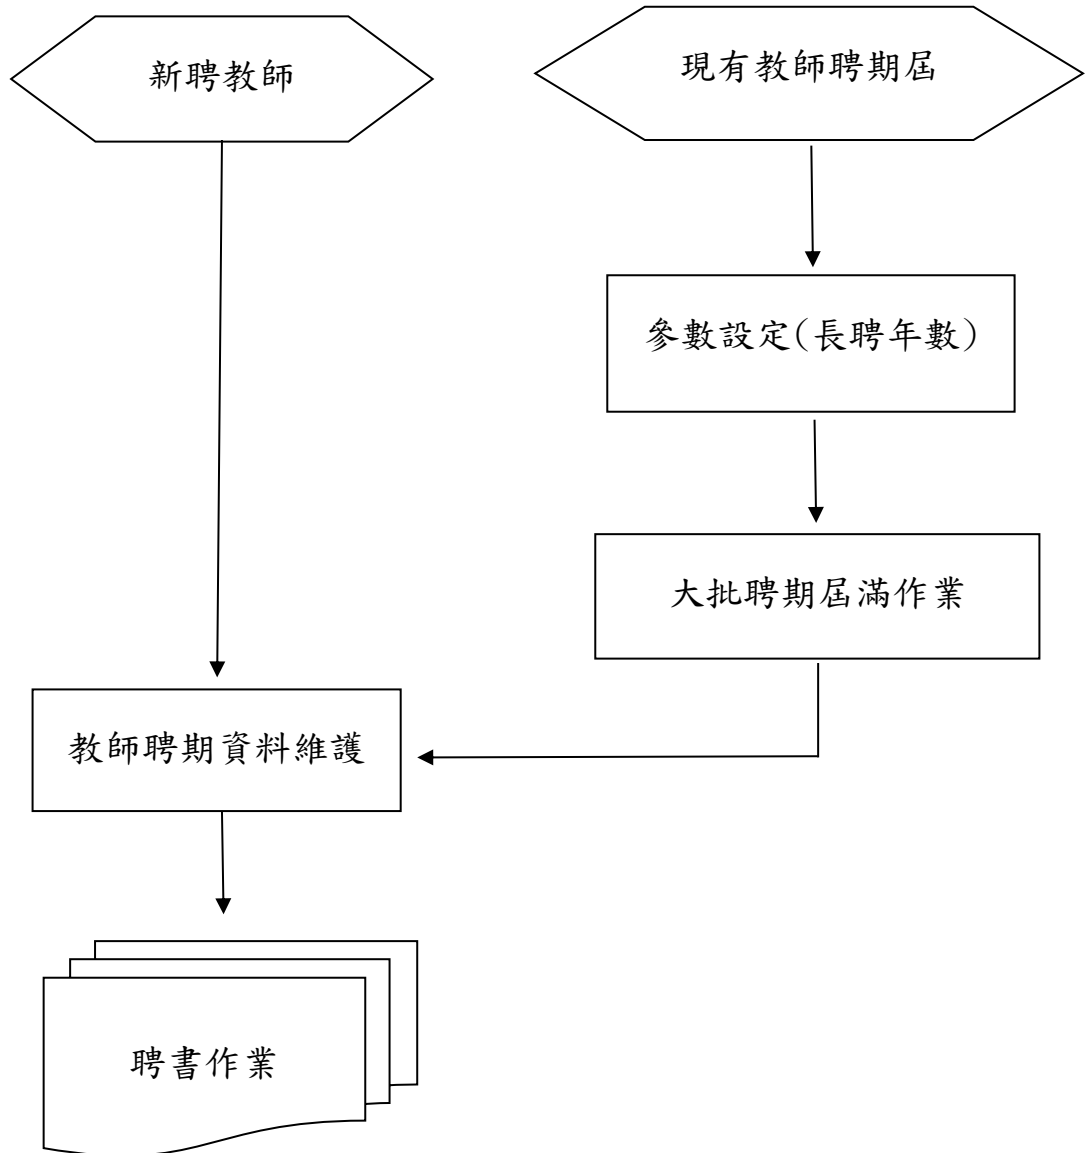 新聘教師
現有教師聘期屆
參數設定(長聘年數)
大批聘期屆滿作業
教師聘期資料維護
聘書作業